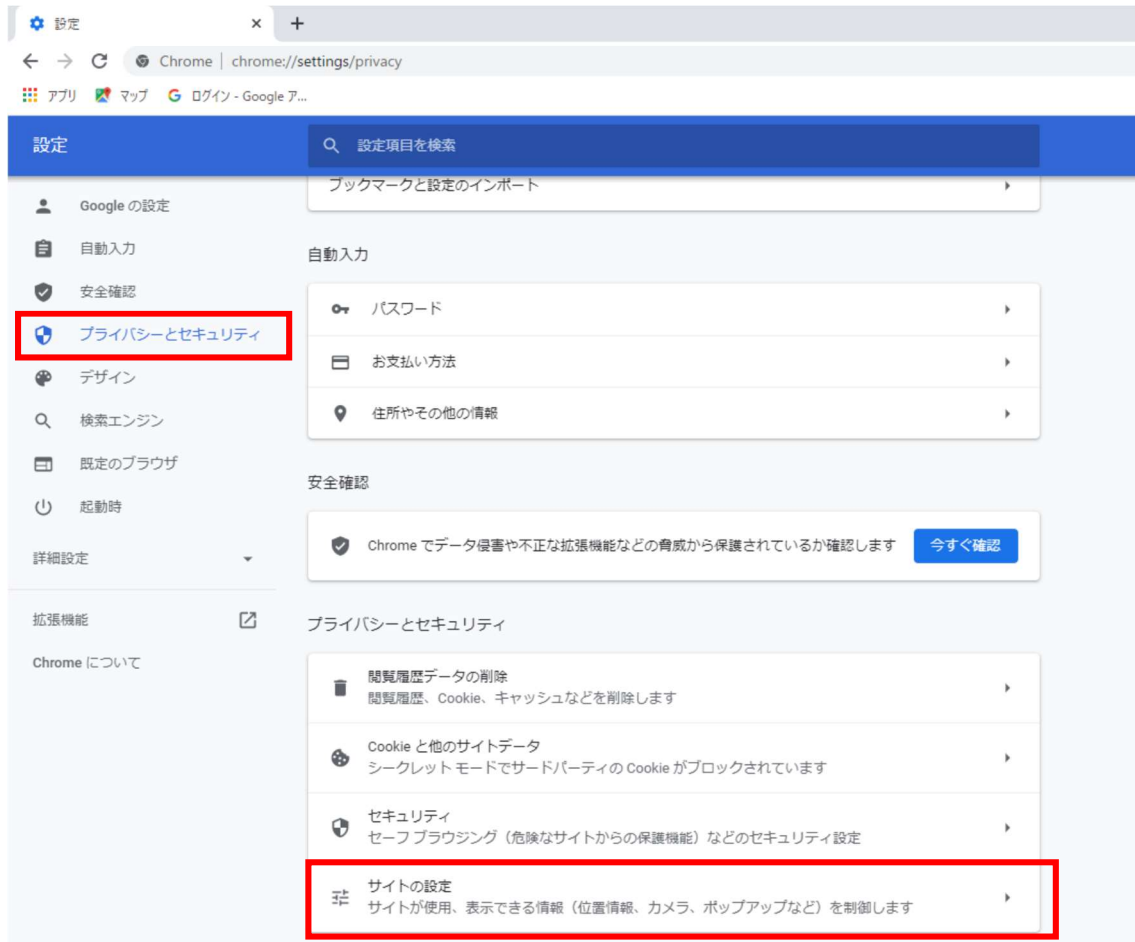 設定
Chrome | chrome://settings/privacy
アプリ マップ ログイン - Google ア...
設定
設定項目を検索
Google の設定
自動入力
安全確認
プライバシーとセキュリティ
デザイン
検索エンジン
既定のブラウザ
起動時
詳細設定
拡張機能
Chrome について
ブックマークと設定のインポート
自動入力
パスワード
お支払い方法
住所やその他の情報
安全確認
Chrome でデータ侵害や不正な拡張機能などの脅威から保護されているか確認します 今すぐ確認
プライバシーとセキュリティ
閲覧履歴データの削除
閲覧履歴、Cookie、キャッシュなどを削除します
Cookie と他のサイトデータ
シークレット モードでサードパーティの Cookie がブロックされています
セキュリティ
セーフ ブラウジング（危険なサイトからの保護機能）などのセキュリティ設定
サイトの設定
サイトが使用、表示できる情報（位置情報、カメラ、ポップアップなど）を制御します